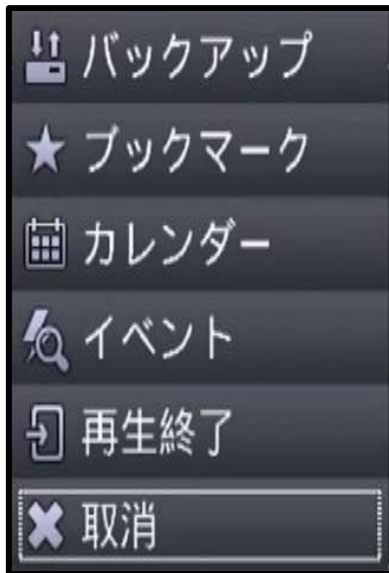 バックアップ
ブックマーク
カレンダー
イベント
再生終了
取消